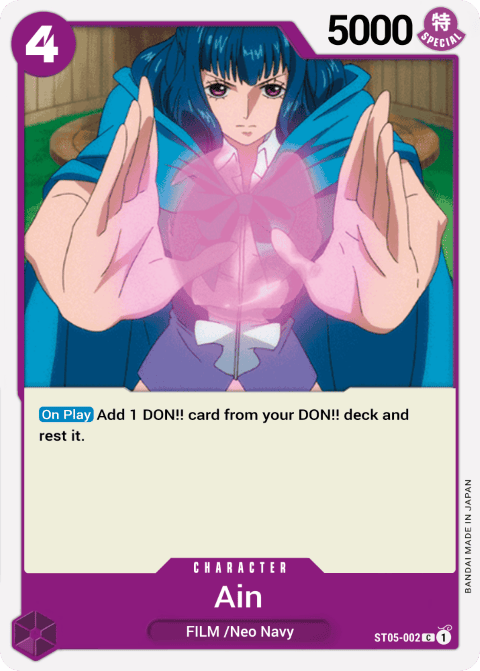 4
5000
特
SPECIAL
On Play Add 1 DON!! card from your DON!! deck and
rest it.
BANDAI MADE IN JAPAN
CHARACTER
Ain
FILM /Neo Navy
ST05-002 C 1